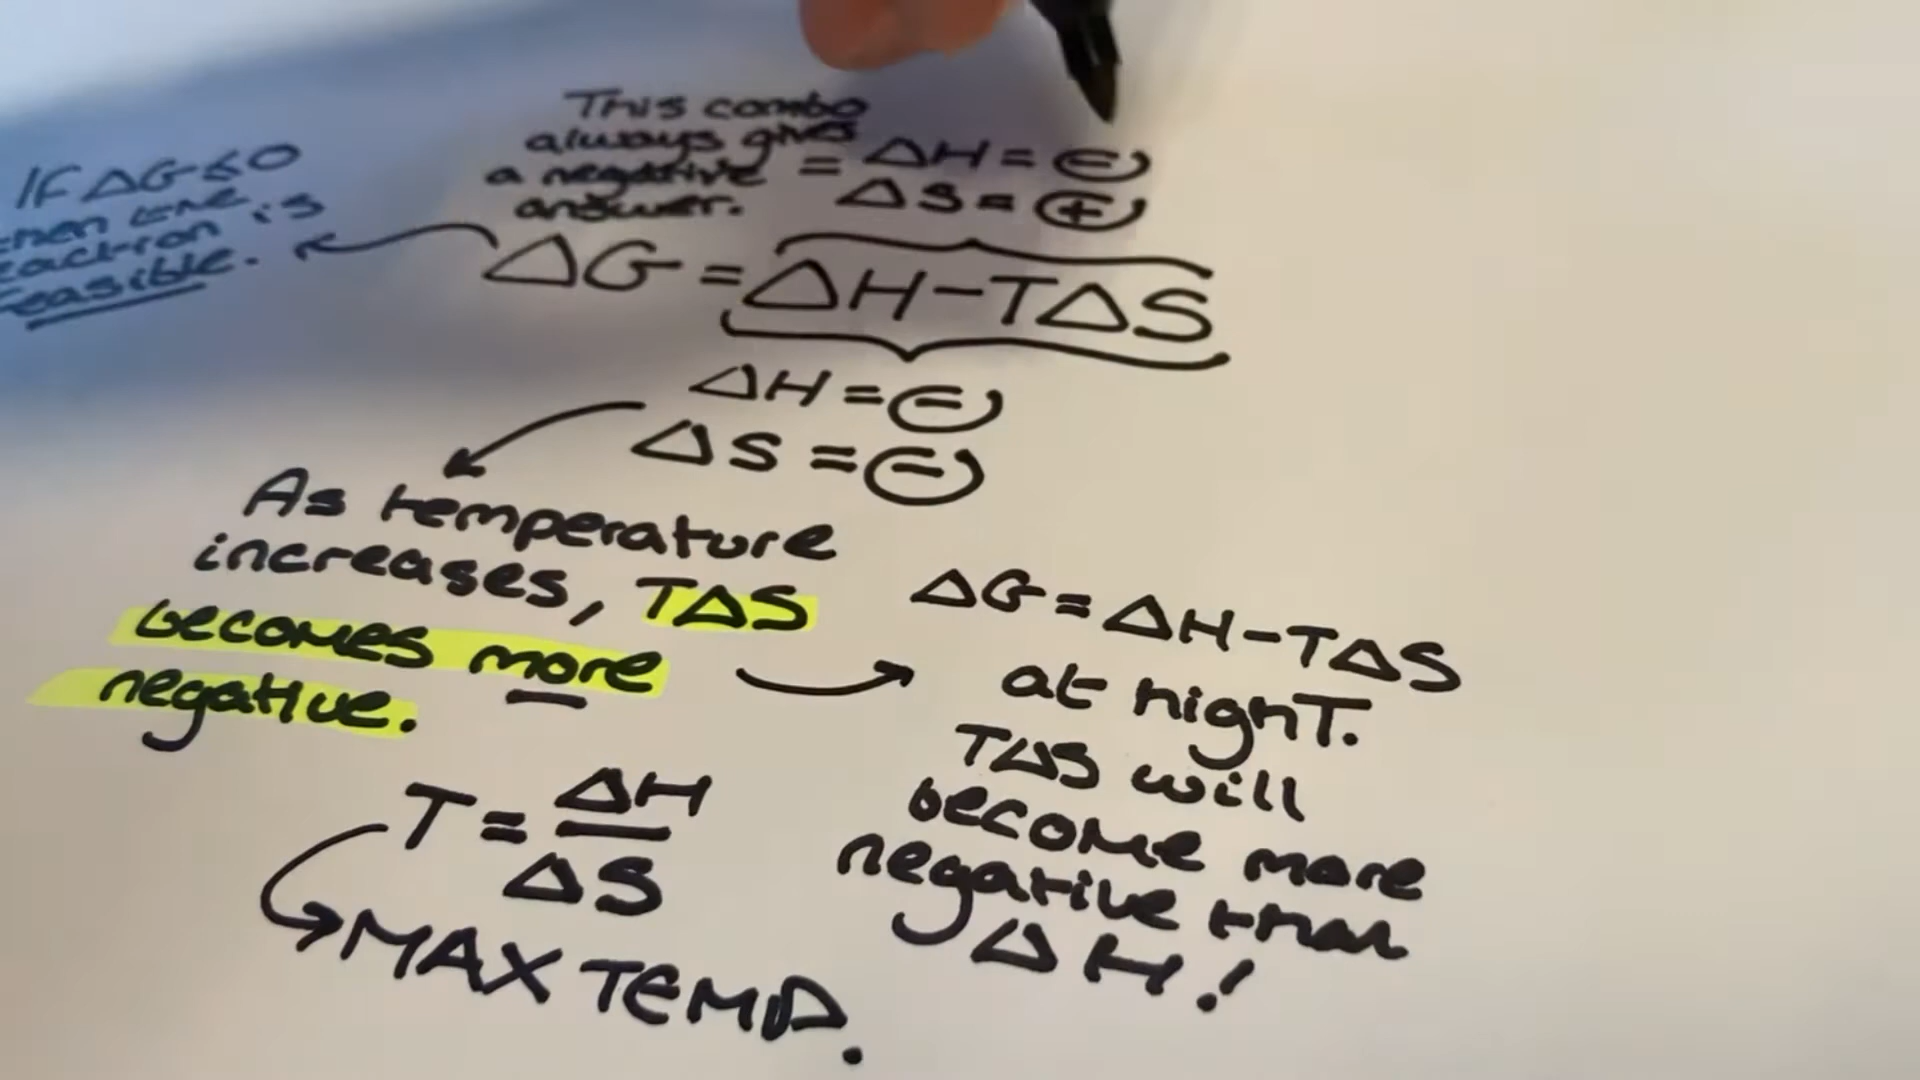 This combo
always gives
a negative
answer.
= ΔH = ⊖
ΔS = ⊕
IF ΔG≤0
then the
reaction is
feasible.
ΔG = ΔH-TΔS
ΔH = ⊖
ΔS = ⊖
As temperature
increases, TΔS
becomes more
negative.
ΔG = ΔH-TΔS
at high T.
TΔS will
become more
negative than
ΔH!
T = ΔH
ΔS
MAX TEMP.